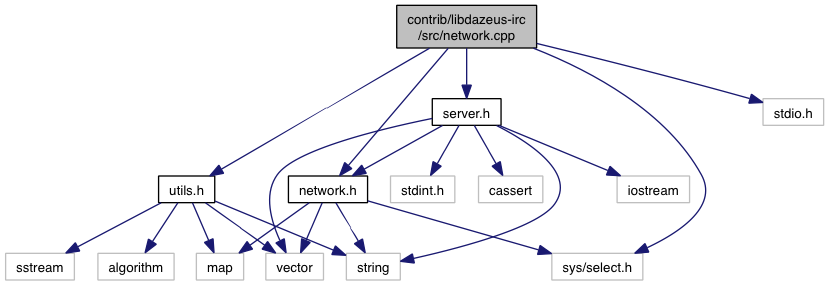 contrib/libdazeus-irc
/src/network.cpp
server.h
stdio.h
utils.h
network.h
stdint.h
cassert
iostream
sstream
algorithm
map
vector
string
sys/select.h